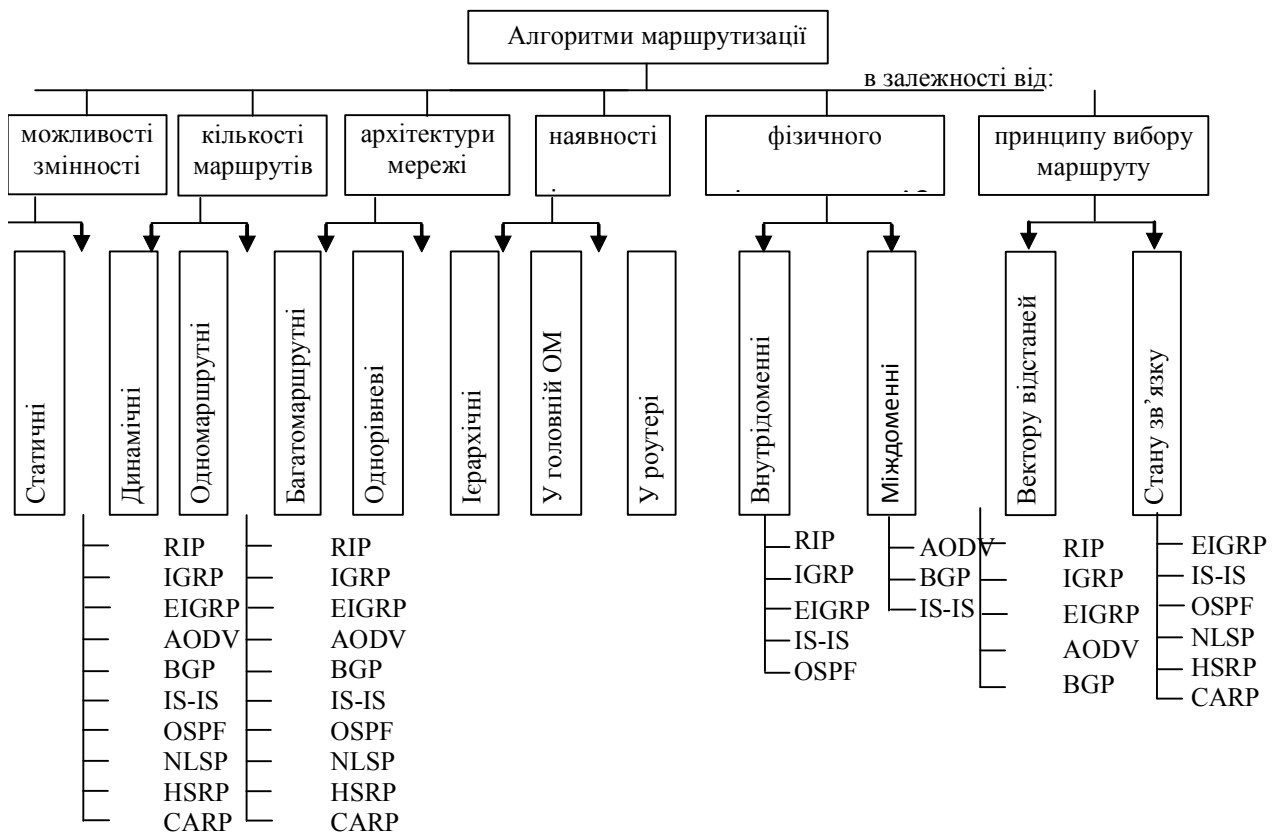 Алгоритми маршрутизації
в залежності від:
можливості
змінності
кількості
маршрутів
архітектури
мережі
наявності
фізичного
принципу вибору
маршруту
Статичні
Динамічні
Одномаршрутні
Багатомаршрутні
Однорівневі
Ієрархічні
У головній ОМ
У роутері
Внутрідоменні
Міждоменні
Вектору відстаней
Стану зв’язку
RIP
IGRP
EIGRP
AODV
BGP
IS-IS
OSPF
NLSP
HSRP
CARP
RIP
IGRP
EIGRP
AODV
BGP
IS-IS
OSPF
NLSP
HSRP
CARP
RIP
IGRP
EIGRP
IS-IS
OSPF
AODV
BGP
IS-IS
RIP
IGRP
EIGRP
AODV
BGP
EIGRP
IS-IS
OSPF
NLSP
HSRP
CARP